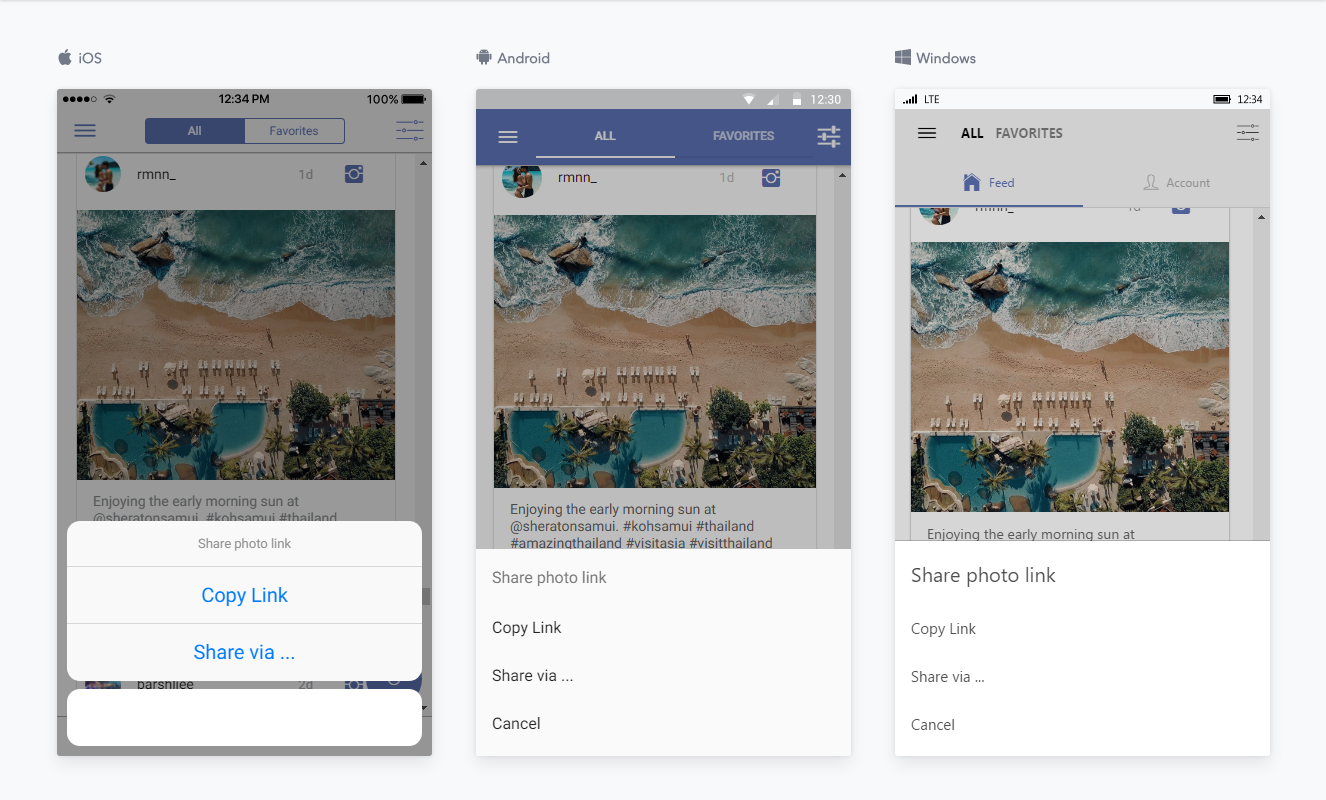 iOS
12:34 PM
100%
All
Favorites
rmnn_
1d
Enjoying the early morning sun at
@sheratonsamui. #kohsamui #thailand
Share photo link
Copy Link
Share via ...
barshliee
2d
Android
12:30
ALL
FAVORITES
rmnn_
1d
Enjoying the early morning sun at
@sheratonsamui. #kohsamui #thailand
#amazingthailand #visitasia #visitthailand
Share photo link
Copy Link
Share via ...
Cancel
Windows
LTE
12:34
ALL FAVORITES
Feed
Account
rmnn_
1d
Enjoying the early morning sun at
Share photo link
Copy Link
Share via ...
Cancel